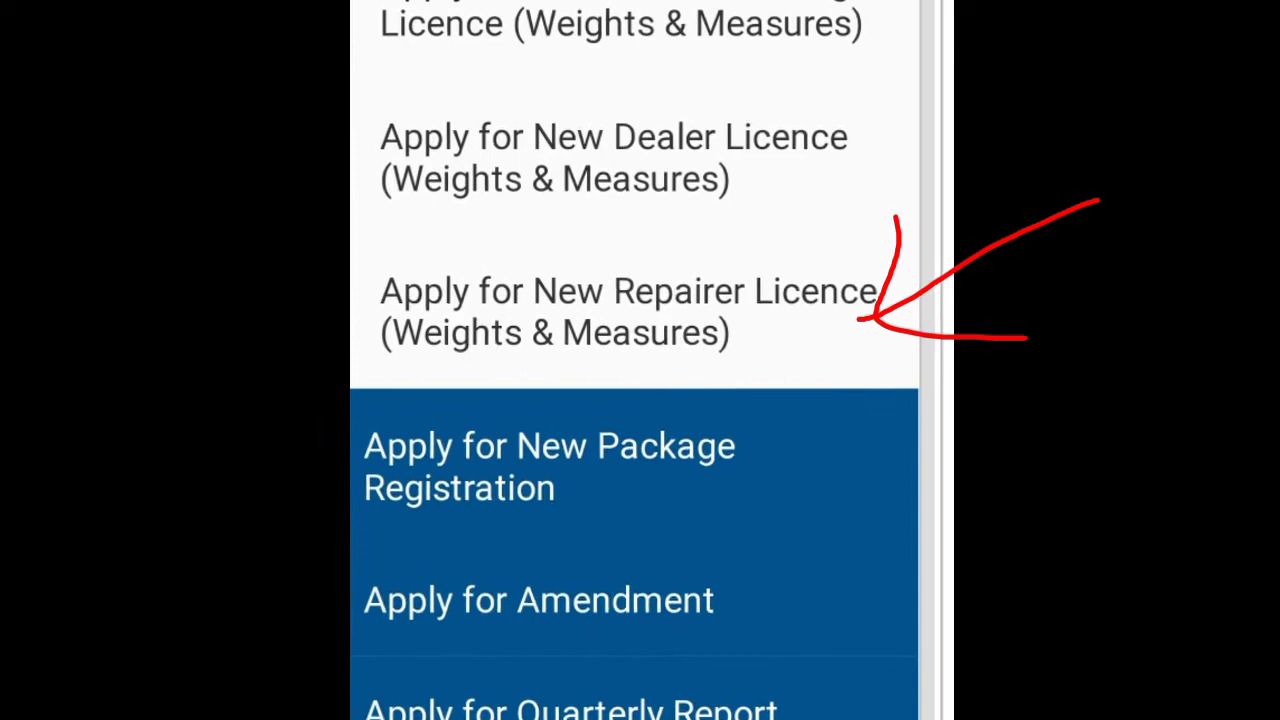 Licence (Weights & Measures)
Apply for New Dealer Licence
(Weights & Measures)
Apply for New Repairer Licence
(Weights & Measures)
Apply for New Package
Registration
Apply for Amendment
Apply for Quarterly Report